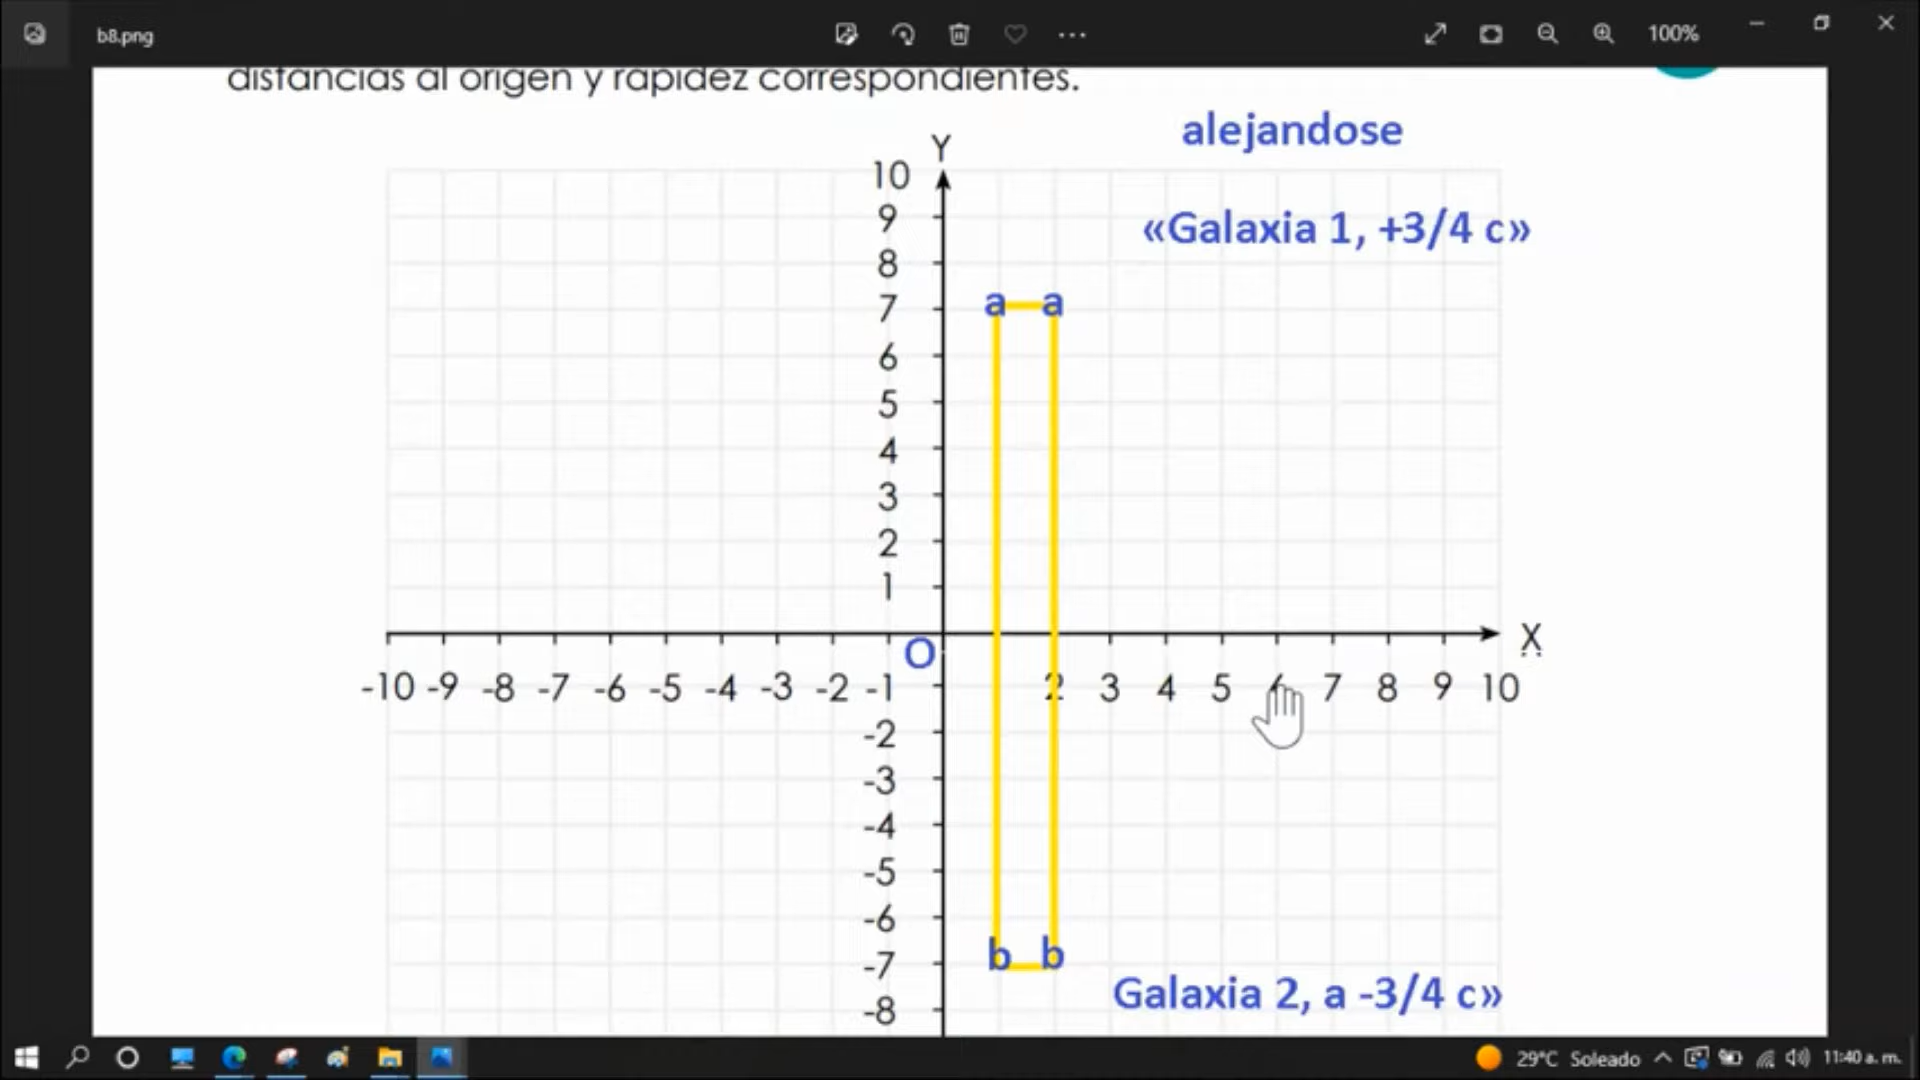 b8.png
100%
distancias al origen y rapidez correspondientes.
alejandose
Y
10
9
«Galaxia 1, +3/4 c»
8
a a
7
6
5
4
3
2
1
O
X
-10 -9 -8 -7 -6 -5 -4 -3 -2 -1 2 3 4 5 6 7 8 9 10
-2
-3
-4
-5
-6
b b
-7
Galaxia 2, a -3/4 c»
-8
29°C Soleado 11:40 a. m.